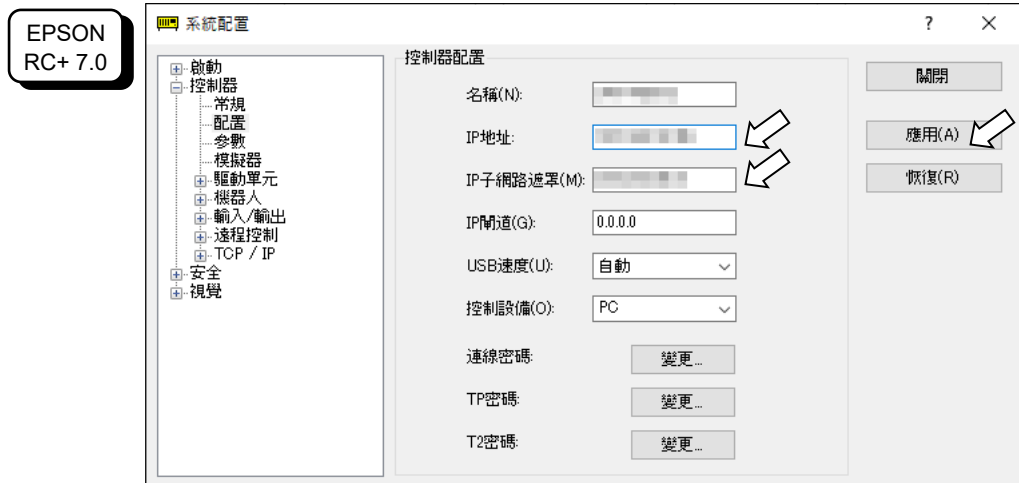 EPSON
RC+ 7.0
系統配置
啟動
控制器
常規
配置
參數
模擬器
驅動單元
機器人
輸入/輸出
遠程控制
TCP / IP
安全
視覺
控制器配置
名稱(N):
IP地址:
IP子網路遮罩(M):
IP閘道(G): 0.0.0.0
USB速度(U): 自動
控制設備(O): PC
連線密碼: 變更...
TP密碼: 變更...
T2密碼: 變更...
關閉
應用(A)
恢復(R)